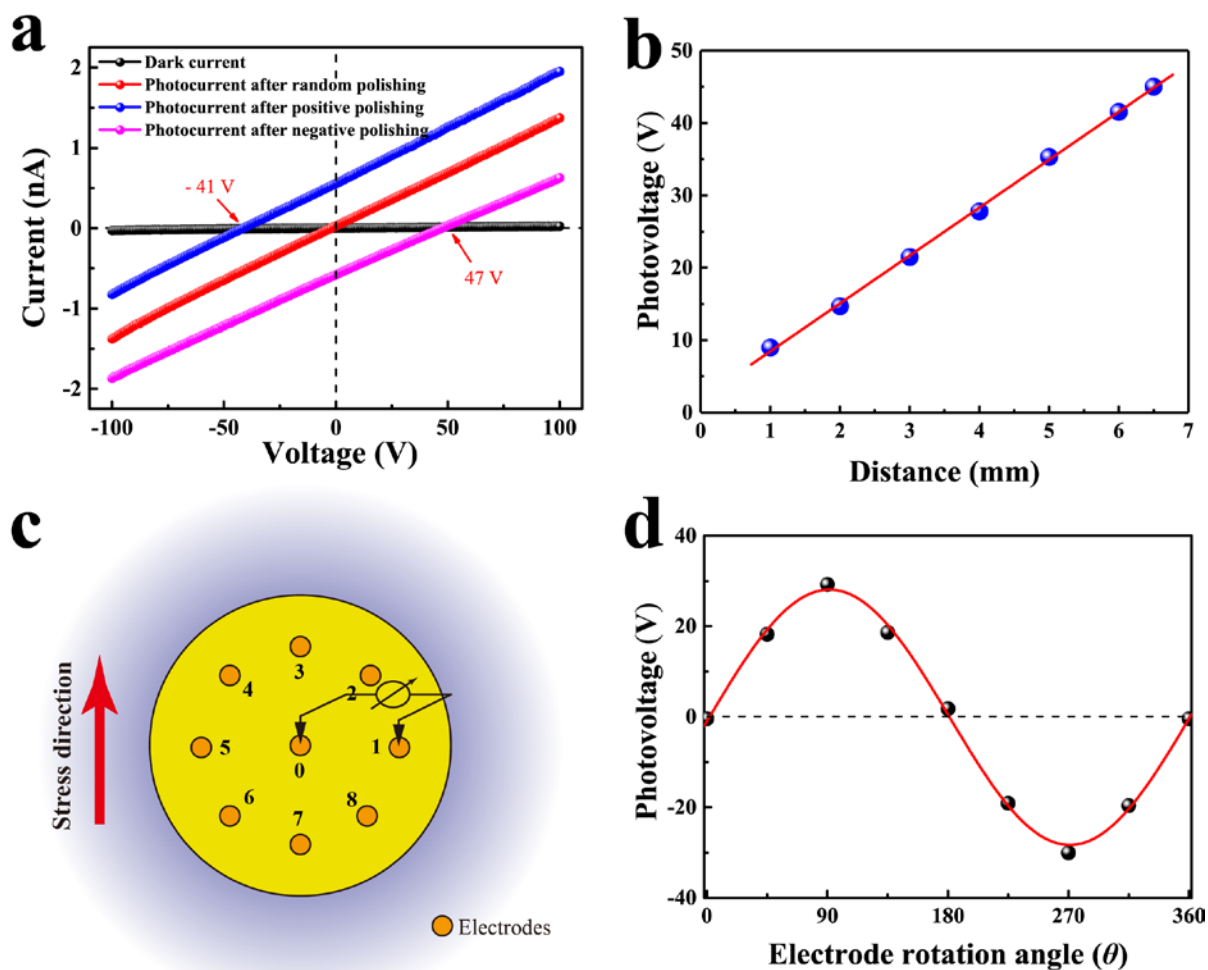 a
Dark current
Photocurrent after random polishing
Photocurrent after positive polishing
Photocurrent after negative polishing
2
1
0
-1
-2
- 41 V
47 V
-100
-50
0
50
100
Current (nA)
Voltage (V)
b
50
40
30
20
10
0
0
1
2
3
4
5
6
7
Photovoltage (V)
Distance (mm)
c
Stress direction
3
4
2
5
0
1
6
7
8
Electrodes
d
40
20
0
-20
-40
0
90
180
270
360
Photovoltage (V)
Electrode rotation angle (θ)